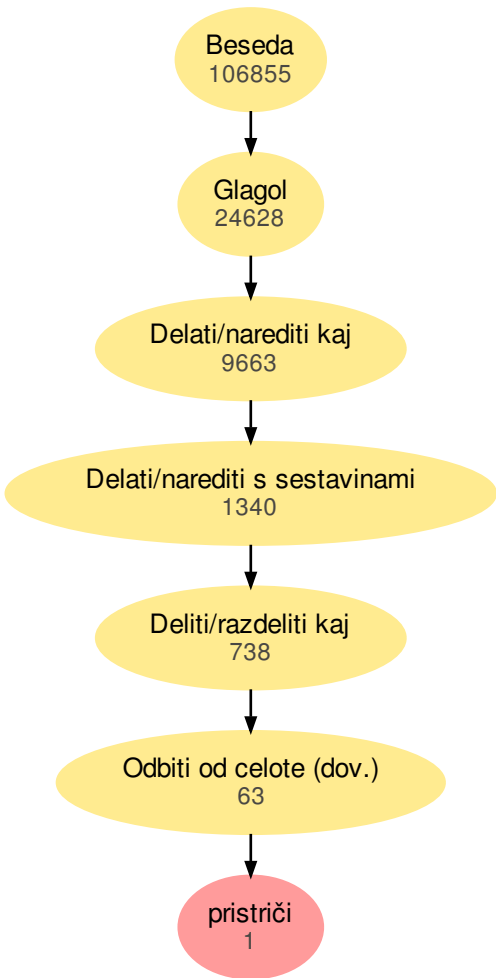 Beseda
106855
Glagol
24628
Delati/narediti kaj
9663
Delati/narediti s sestavinami
1340
Deliti/razdeliti kaj
738
Odbiti od celote (dov.)
63
pristriči
1